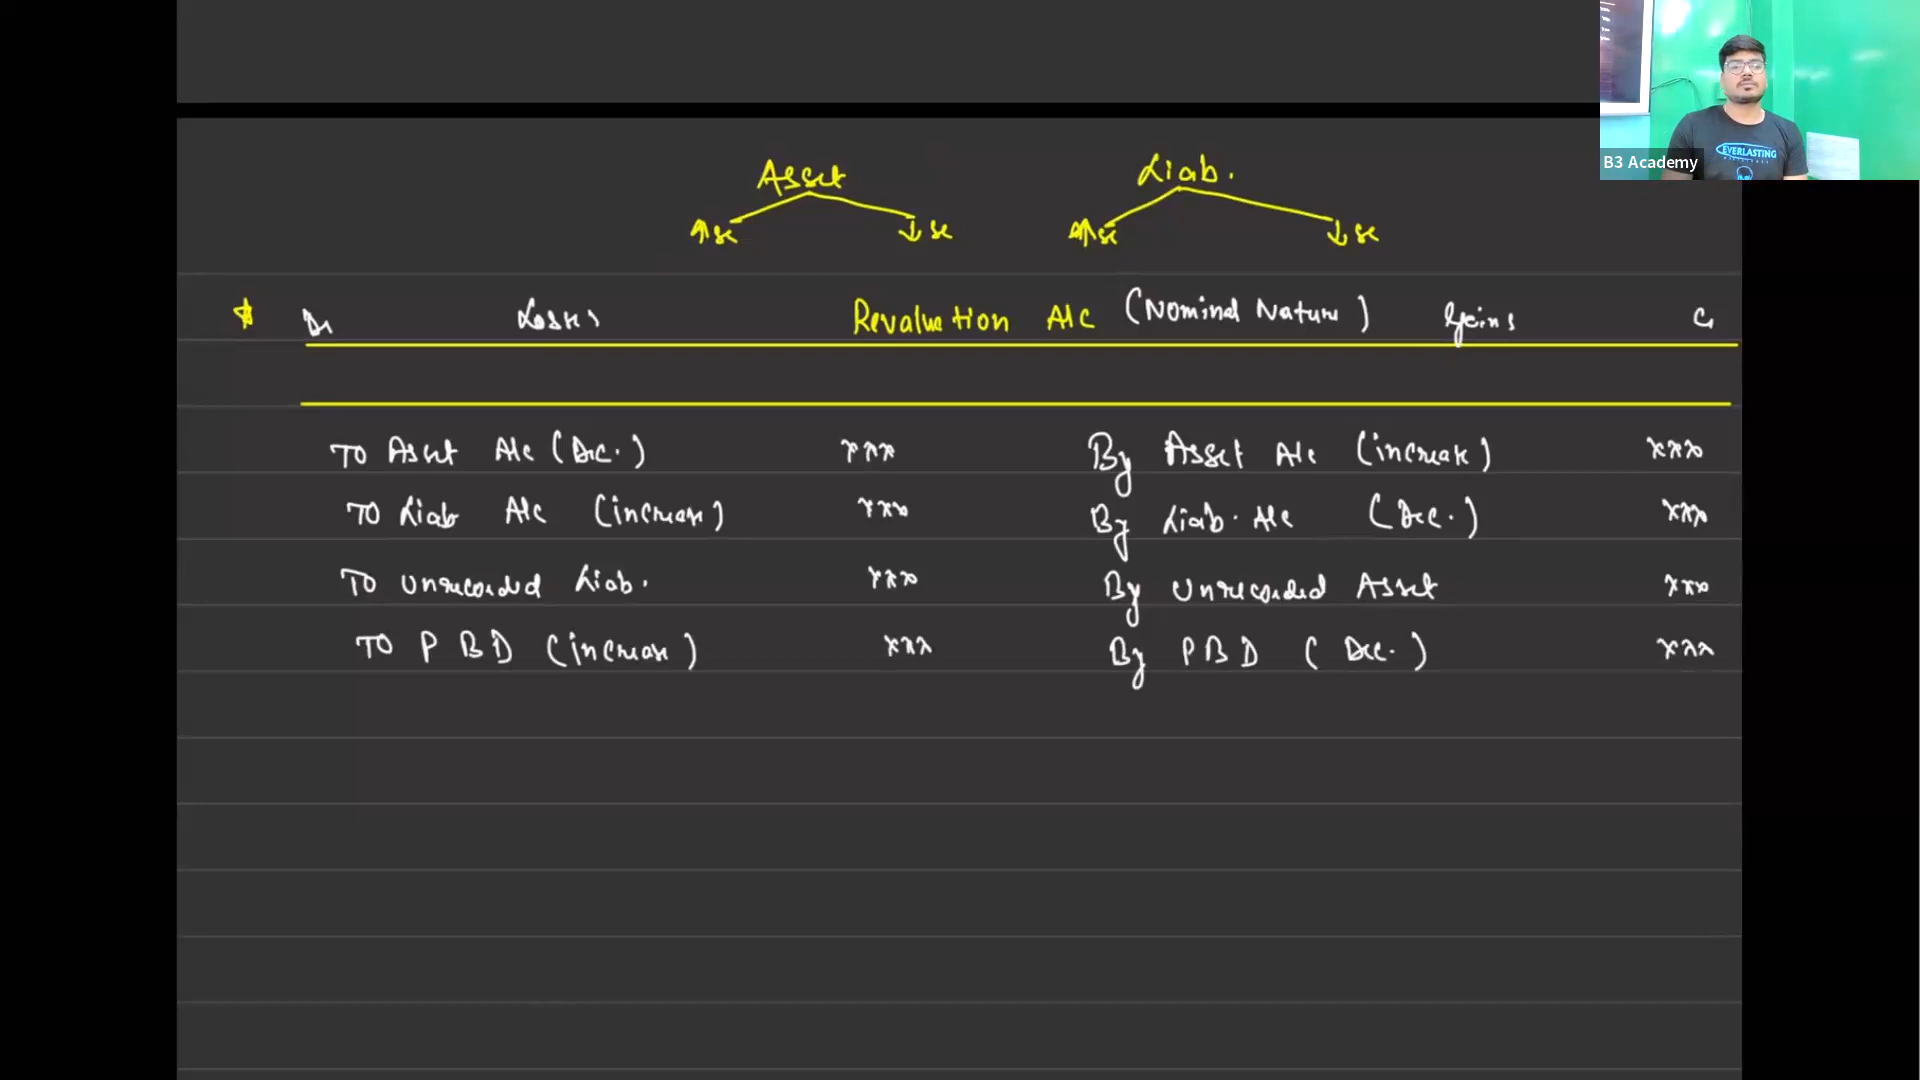 B3 Academy
EVERLASTING
Asset Liab.
↑se ↓se ↑se ↓se
Dr Losses Revaluation A/c (Nominal Nature) Gains Cr
To Asset A/c (Dec.) xxx By Asset A/c (increase) xxx
To Liab A/c (increase) xxx By Liab. A/c (Dec.) xxx
To Unrecorded Liab. xxx By Unrecorded Asset xxx
To PBD (increase) xxx By PBD (Dec.) xxx